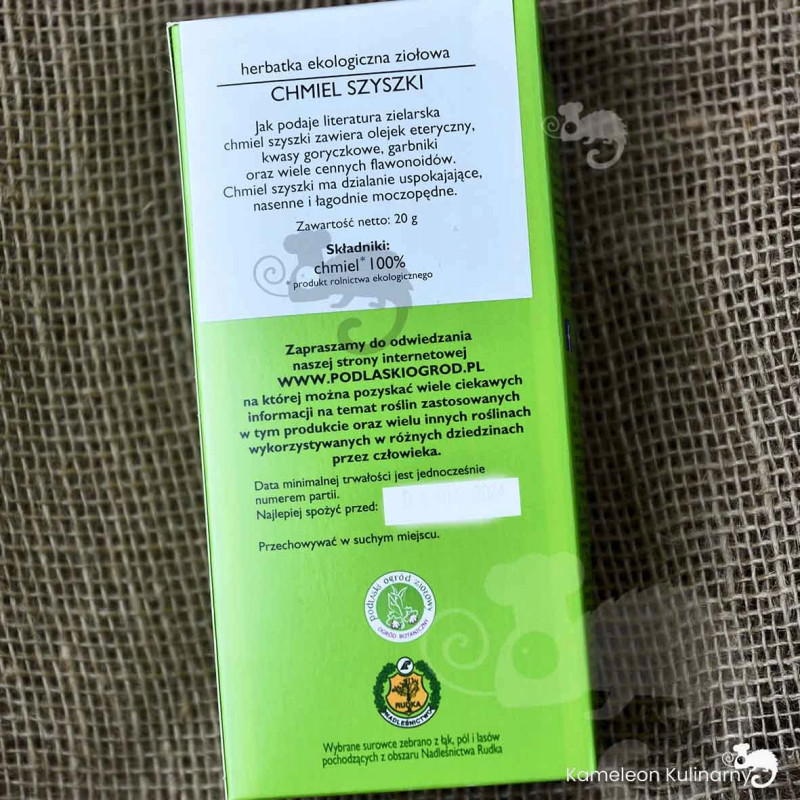 herbatka ekologiczna ziołowa
CHMIEL SZYSZKI
Jak podaje literatura zielarska
chmiel szyszki zawiera olejek eteryczny,
kwasy goryczkowe, garbniki
oraz wiele cennych flawonoidów.
Chmiel szyszki ma działanie uspokajające,
nasenne i łagodnie moczopędne.
Zawartość netto: 20 g
Składniki:
chmiel* 100%
* produkt rolnictwa ekologicznego
Zapraszamy do odwiedzania
naszej strony internetowej
WWW.PODLASKIOGROD.PL
na której można pozyskać wiele ciekawych
informacji na temat roślin zastosowanych
w tym produkcie oraz wielu innych roślinach
wykorzystywanych w różnych dziedzinach
przez człowieka.
Data minimalnej trwałości jest jednocześnie
numerem partii.
Najlepiej spożyć przed:
Przechowywać w suchym miejscu.
Podlaski ogród ziołowy
OGRÓD BOTANICZNY
RUDKA
NADLEŚNICTWO
Wybrane surowce zebrano z łąk, pól i lasów
pochodzących z obszaru Nadleśnictwa Rudka
Kameleon Kulinarny